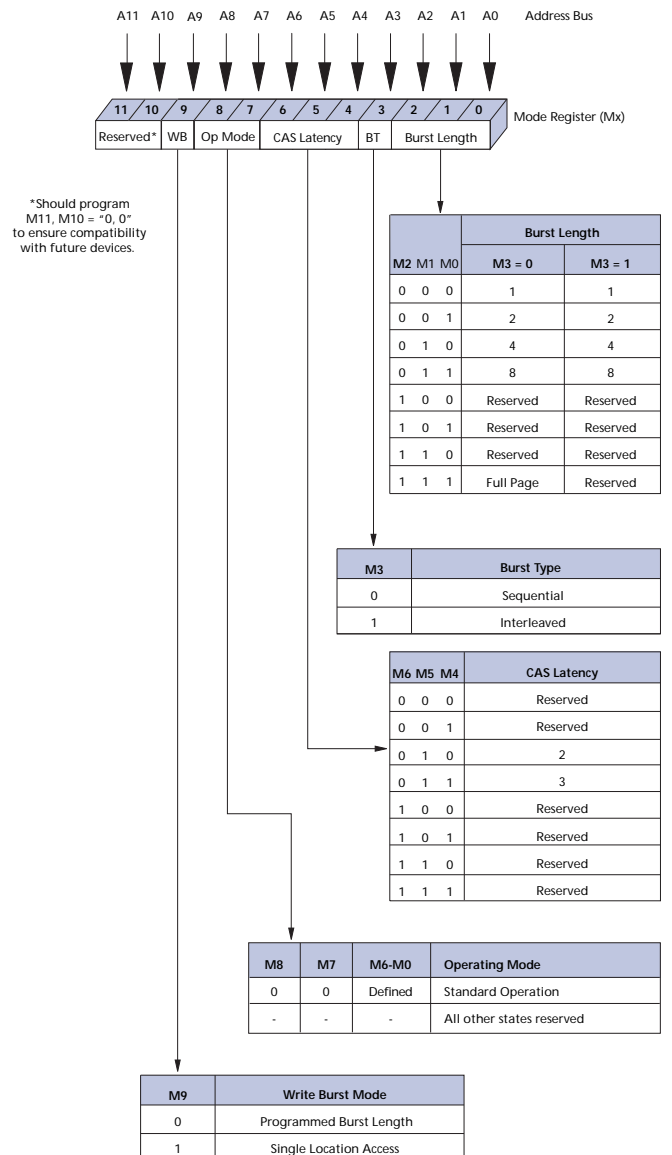 A11 A10 A9 A8 A7 A6 A5 A4 A3 A2 A1 A0 Address Bus
11 10 9 8 7 6 5 4 3 2 1 0 Mode Register (Mx)
Reserved* WB Op Mode CAS Latency BT Burst Length
*Should program
M11, M10 = "0, 0"
to ensure compatibility
with future devices.
Burst Length
M2 M1 M0 M3 = 0 M3 = 1
0 0 0 1 1
0 0 1 2 2
0 1 0 4 4
0 1 1 8 8
1 0 0 Reserved Reserved
1 0 1 Reserved Reserved
1 1 0 Reserved Reserved
1 1 1 Full Page Reserved
M3 Burst Type
0 Sequential
1 Interleaved
M6 M5 M4 CAS Latency
0 0 0 Reserved
0 0 1 Reserved
0 1 0 2
0 1 1 3
1 0 0 Reserved
1 0 1 Reserved
1 1 0 Reserved
1 1 1 Reserved
M8 M7 M6-M0 Operating Mode
0 0 Defined Standard Operation
- - - All other states reserved
M9 Write Burst Mode
0 Programmed Burst Length
1 Single Location Access